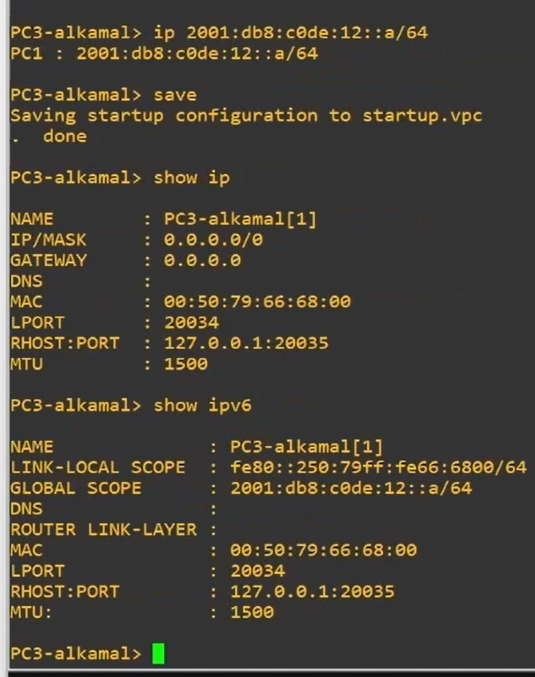 PC3-alkamal> ip 2001:db8:c0de:12::a/64
PC1 : 2001:db8:c0de:12::a/64
PC3-alkamal> save
Saving startup configuration to startup.vpc
.  done
PC3-alkamal> show ip
NAME        : PC3-alkamal[1]
IP/MASK     : 0.0.0.0/0
GATEWAY     : 0.0.0.0
DNS         :
MAC         : 00:50:79:66:68:00
LPORT       : 20034
RHOST:PORT  : 127.0.0.1:20035
MTU         : 1500
PC3-alkamal> show ipv6
NAME              : PC3-alkamal[1]
LINK-LOCAL SCOPE  : fe80::250:79ff:fe66:6800/64
GLOBAL SCOPE      : 2001:db8:c0de:12::a/64
DNS               :
ROUTER LINK-LAYER :
MAC               : 00:50:79:66:68:00
LPORT             : 20034
RHOST:PORT        : 127.0.0.1:20035
MTU:              : 1500
PC3-alkamal>